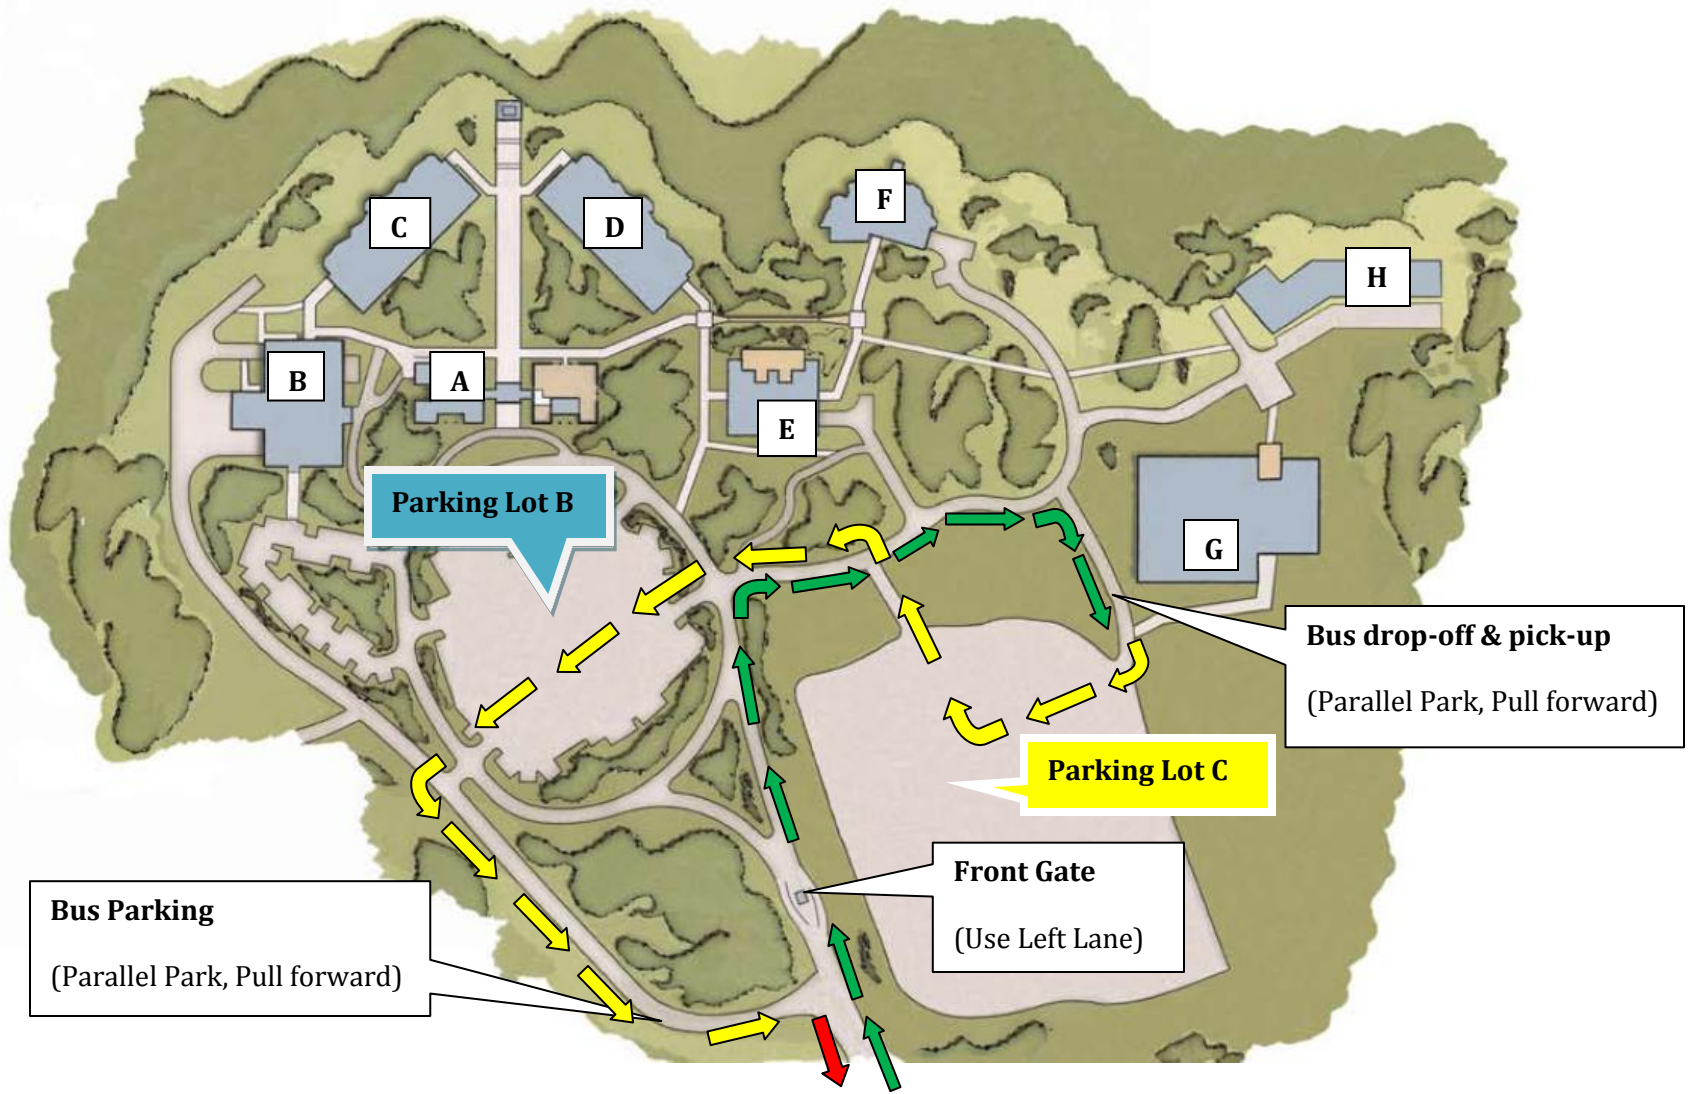 F
C
D
H
B
A
E
Parking Lot B
G
Bus drop-off & pick-up
(Parallel Park, Pull forward)
Parking Lot C
Front Gate
(Use Left Lane)
Bus Parking
(Parallel Park, Pull forward)